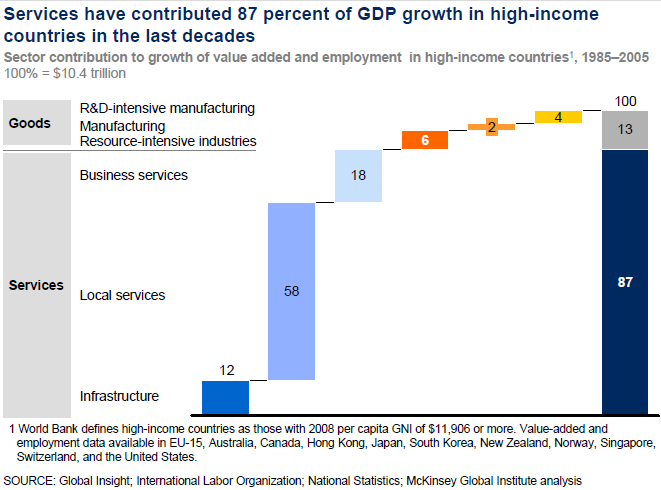 Services have contributed 87 percent of GDP growth in high-income
countries in the last decades
Sector contribution to growth of value added and employment in high-income countries¹, 1985–2005
100% = $10.4 trillion
Goods
R&D-intensive manufacturing
Manufacturing
Resource-intensive industries
100
4
2
6
13
Services
Business services
18
Local services
58
87
12
Infrastructure
1 World Bank defines high-income countries as those with 2008 per capita GNI of $11,906 or more. Value-added and
employment data available in EU-15, Australia, Canada, Hong Kong, Japan, South Korea, New Zealand, Norway, Singapore,
Switzerland, and the United States.
SOURCE: Global Insight; International Labor Organization; National Statistics; McKinsey Global Institute analysis